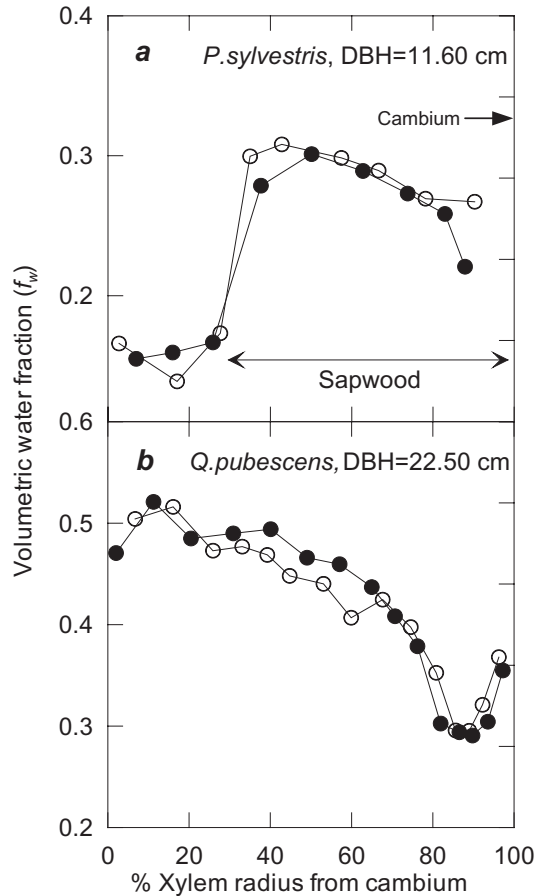 0.4
a P.sylvestris, DBH=11.60 cm
Cambium
0.3
0.2
Sapwood
Volumetric water fraction (fw)
0.6
b Q.pubescens, DBH=22.50 cm
0.5
0.4
0.3
0.2
0 20 40 60 80 100
% Xylem radius from cambium